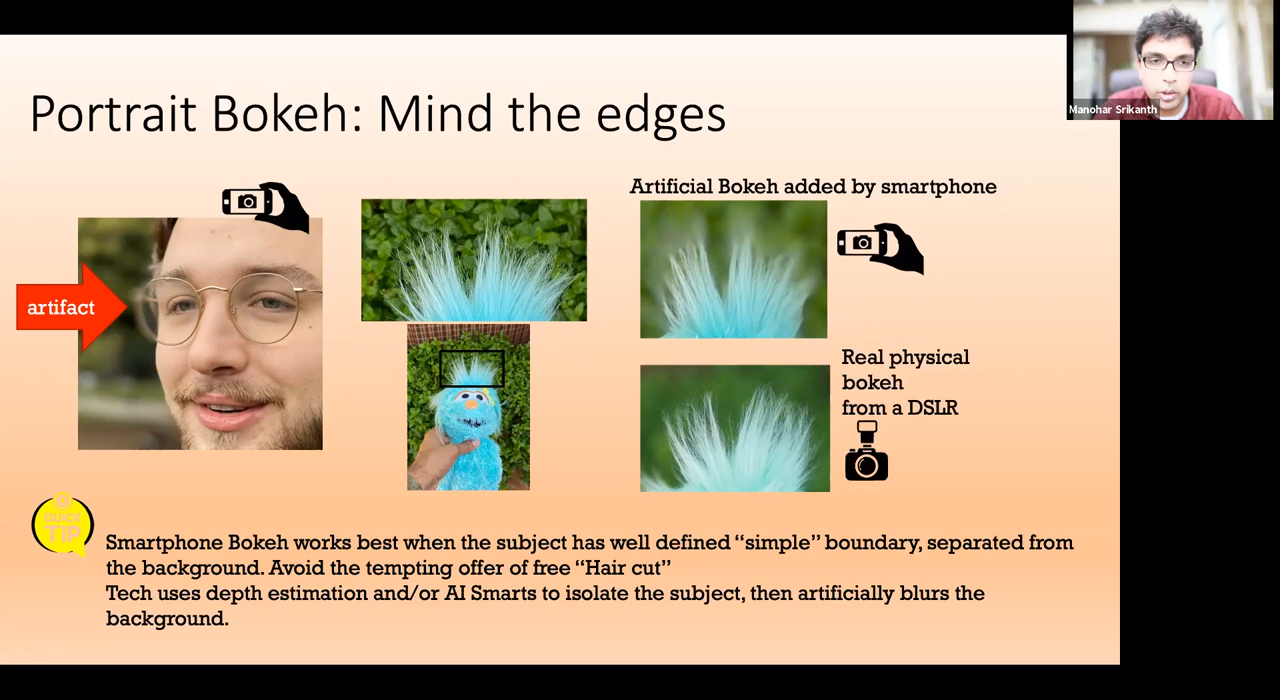 Manohar Srikanth
Portrait Bokeh: Mind the edges
Artificial Bokeh added by smartphone
artifact
Real physical
bokeh
from a DSLR
QUICK
TIP
Smartphone Bokeh works best when the subject has well defined “simple” boundary, separated from
the background. Avoid the tempting offer of free “Hair cut”
Tech uses depth estimation and/or AI Smarts to isolate the subject, then artificially blurs the
background.